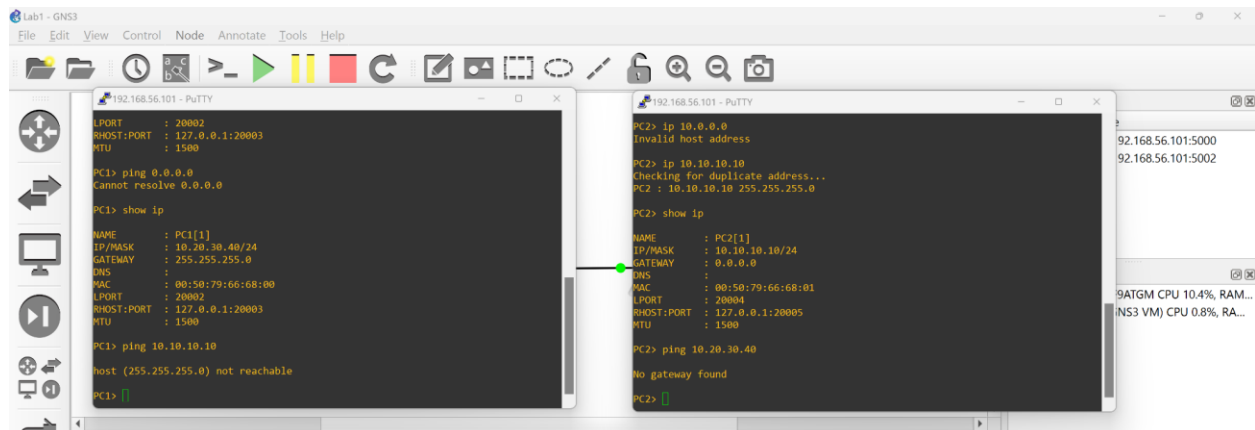 Lab1 - GNS3
File Edit View Control Node Annotate Tools Help
192.168.56.101 - PuTTY
LPORT : 20002
RHOST:PORT : 127.0.0.1:20003
MTU : 1500
PC1> ping 0.0.0.0
Cannot resolve 0.0.0.0
PC1> show ip
NAME : PC1[1]
IP/MASK : 10.20.30.40/24
GATEWAY : 255.255.255.0
DNS :
MAC : 00:50:79:66:68:00
LPORT : 20002
RHOST:PORT : 127.0.0.1:20003
MTU : 1500
PC1> ping 10.10.10.10
host (255.255.255.0) not reachable
PC1>
192.168.56.101 - PuTTY
PC2> ip 10.0.0.0
Invalid host address
PC2> ip 10.10.10.10
Checking for duplicate address...
PC2 : 10.10.10.10 255.255.255.0
PC2> show ip
NAME : PC2[1]
IP/MASK : 10.10.10.10/24
GATEWAY : 0.0.0.0
DNS :
MAC : 00:50:79:66:68:01
LPORT : 20004
RHOST:PORT : 127.0.0.1:20005
MTU : 1500
PC2> ping 10.20.30.40
No gateway found
PC2>
92.168.56.101:5000
92.168.56.101:5002
9ATGM CPU 10.4%, RAM...
NS3 VM) CPU 0.8%, RA...